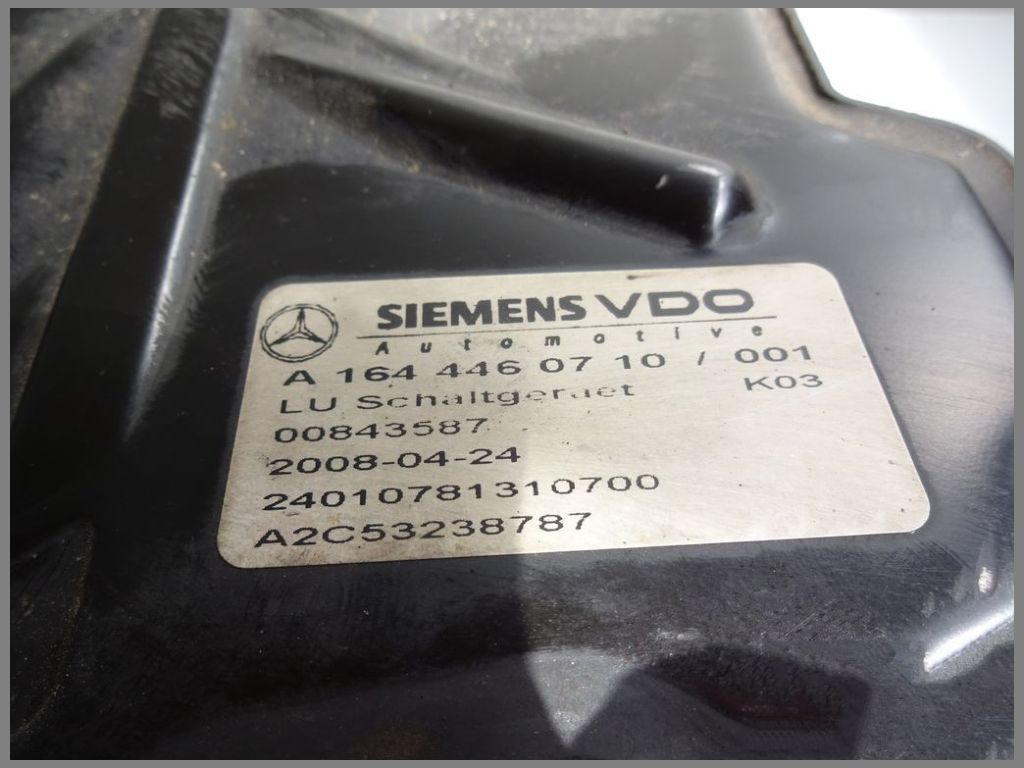 SIEMENS VDO
Automotive
A 164 446 07 10 / 001
LU Schaltgeraet K03
00843587
2008-04-24
24010781310700
A2C53238787